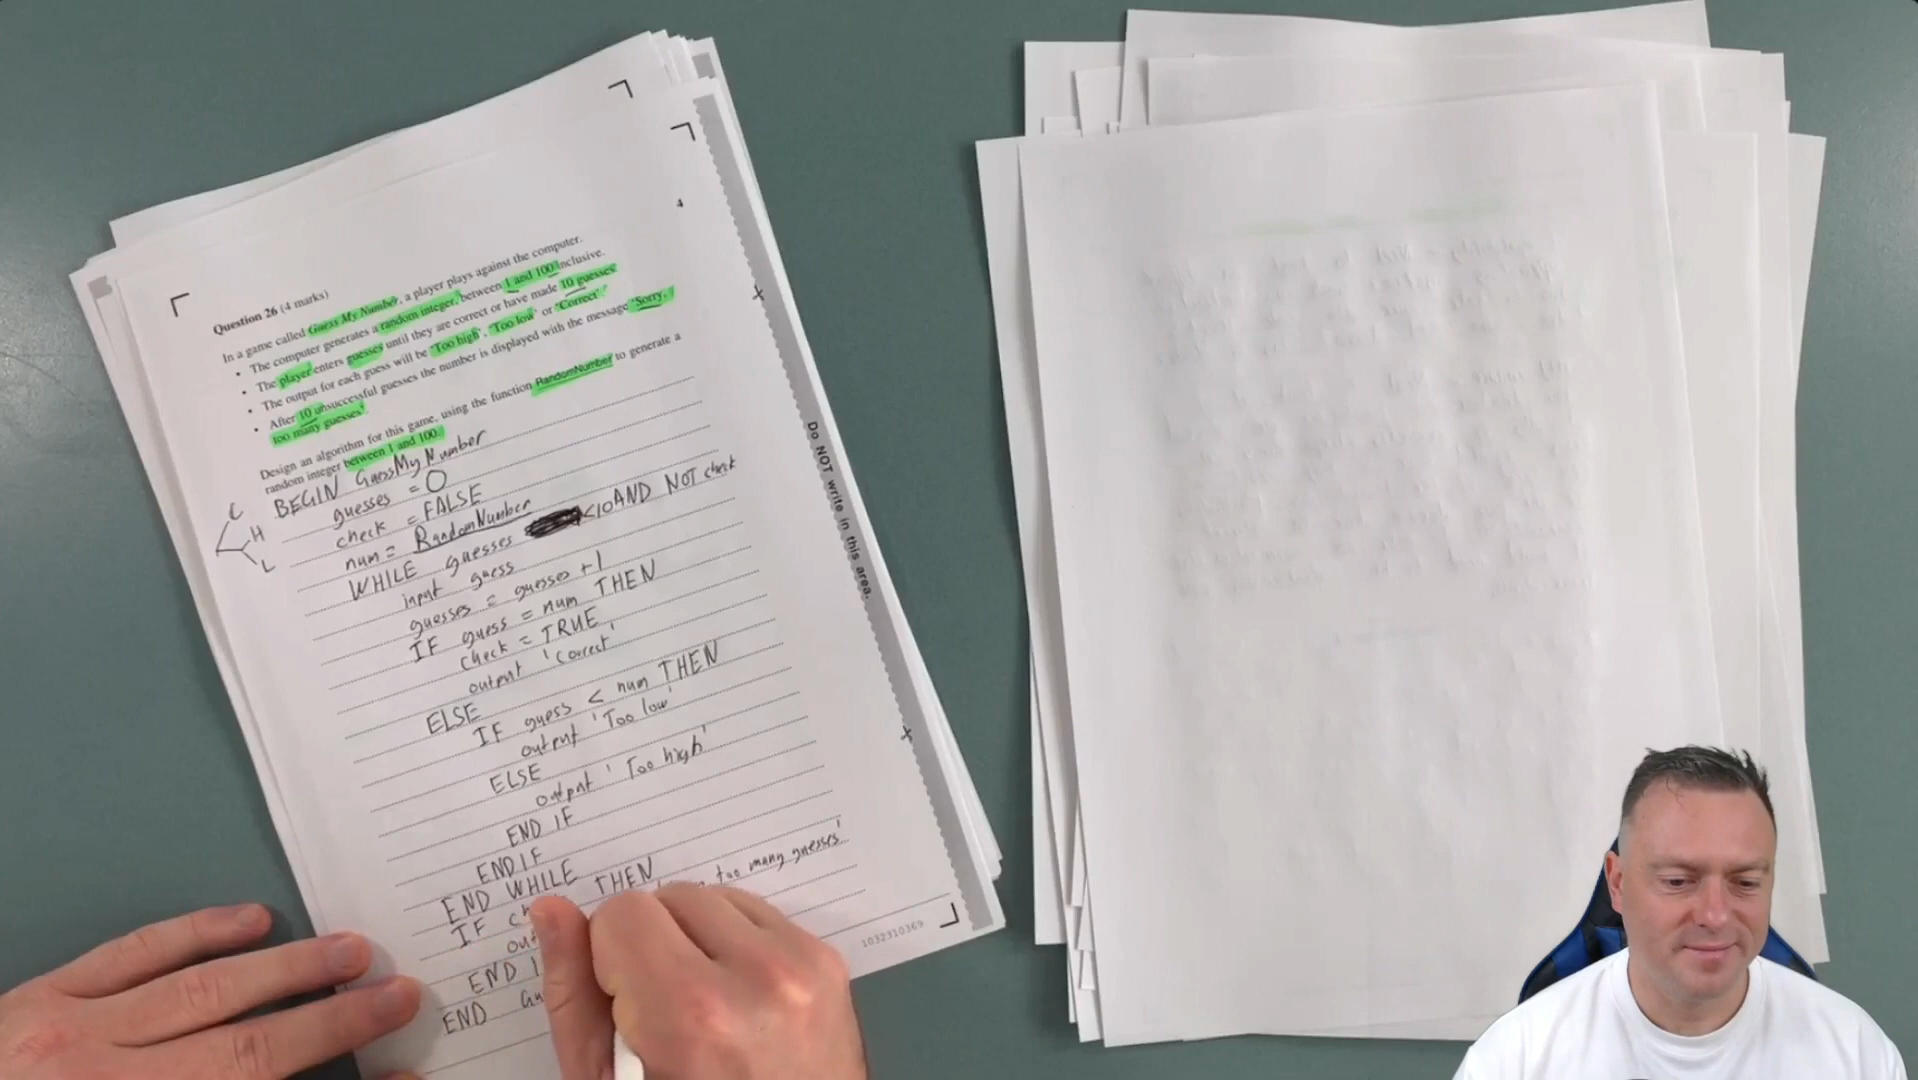 4
Question 26 (4 marks)
In a game called Guess My Number, a player plays against the computer.
• The computer generates a random integer, between 1 and 100 inclusive.
• The player enters guesses until they are correct or have made 10 guesses.
• The output for each guess will be 'Too high', 'Too low' or 'Correct'.
• After 10 unsuccessful guesses the number is displayed with the message 'Sorry,
too many guesses'.
Design an algorithm for this game, using the function RandomNumber to generate a
random integer between 1 and 100.
BEGIN GuessMyNumber
guesses = 0
check = FALSE
num = RandomNumber
WHILE guesses <10 AND NOT check
input guess
guesses = guesses +1
IF guess = num THEN
check = TRUE
output 'Correct'
ELSE
IF guess < num THEN
output 'Too low'
ELSE
output 'Too high'
END IF
ENDIF
END WHILE
IF THEN
too many guesses'
END
END
C
H
L
Do NOT write in this area.
1032310369